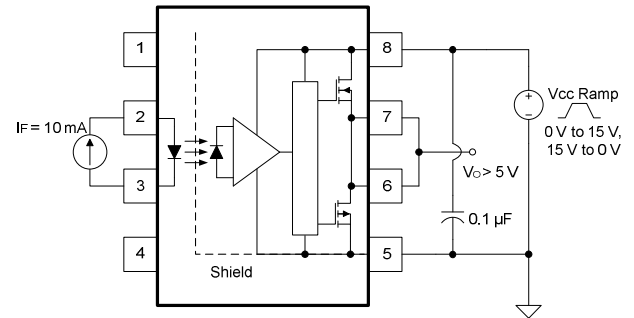 1
8
IF = 10 mA
2
7
Vcc Ramp
0 V to 15 V,
15 V to 0 V
+
−
VO > 5 V
3
6
0.1 µF
4
5
Shield